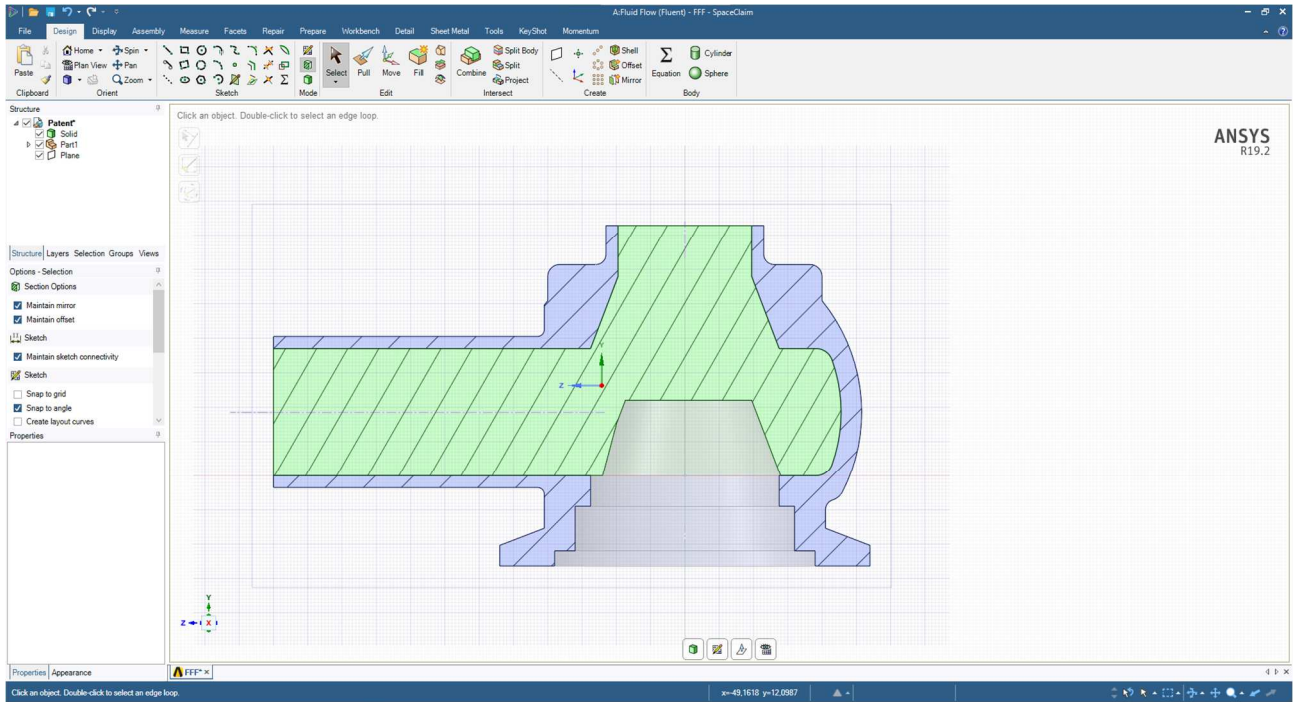 A:Fluid Flow (Fluent) - FFF - SpaceClaim
File Design Display Assembly Measure Facets Repair Prepare Workbench Detail Sheet Metal Tools KeyShot Momentum
Home Spin
Plan View Pan
Zoom
Paste
Select Pull Move Fill
Combine
Split Body
Split
Project
Shell
Offset
Mirror
Equation
Cylinder
Sphere
Clipboard Orient Sketch Mode Edit Intersect Create Body
Structure
Patent*
Solid
Part1
Plane
Structure Layers Selection Groups Views
Options - Selection
Section Options
Maintain mirror
Maintain offset
Sketch
Maintain sketch connectivity
Sketch
Snap to grid
Snap to angle
Create layout curves
Properties
Click an object. Double-click to select an edge loop.
ANSYS
R19.2
Y
Z
Y
Z X
Properties Appearance
FFF*
Click an object. Double-click to select an edge loop.
x=-49,1618 y=12,0987